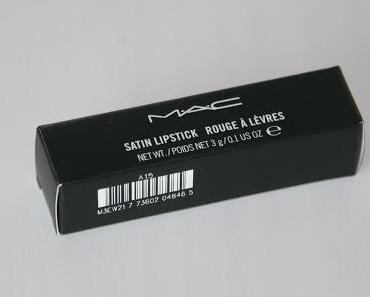 MAC
SATIN LIPSTICK ROUGE À LÈVRES
NET WT./POIDS NET 3 g/0.1 US OZ ℮
A15
M3EW21 7 73602 04846 5